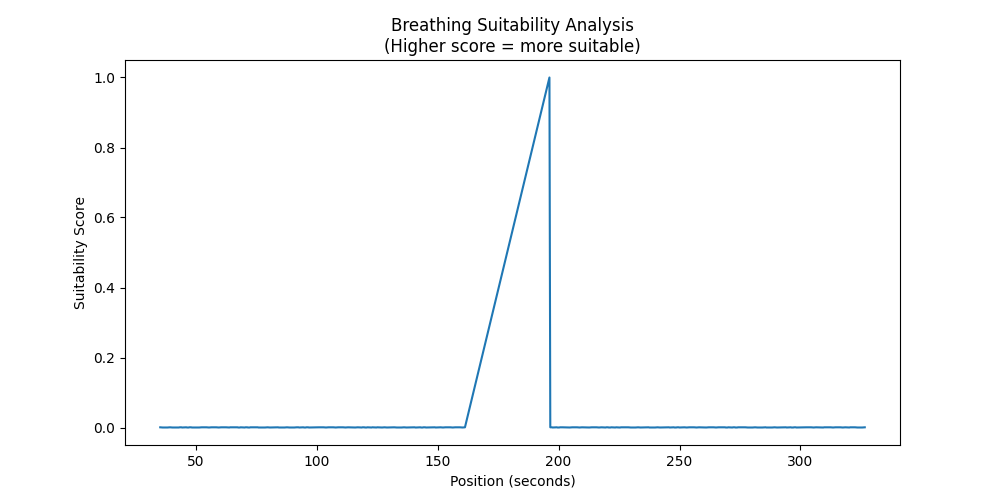 Breathing Suitability Analysis
(Higher score = more suitable)
1.0
0.8
0.6
0.4
0.2
0.0
Suitability Score
50 100 150 200 250 300
Position (seconds)